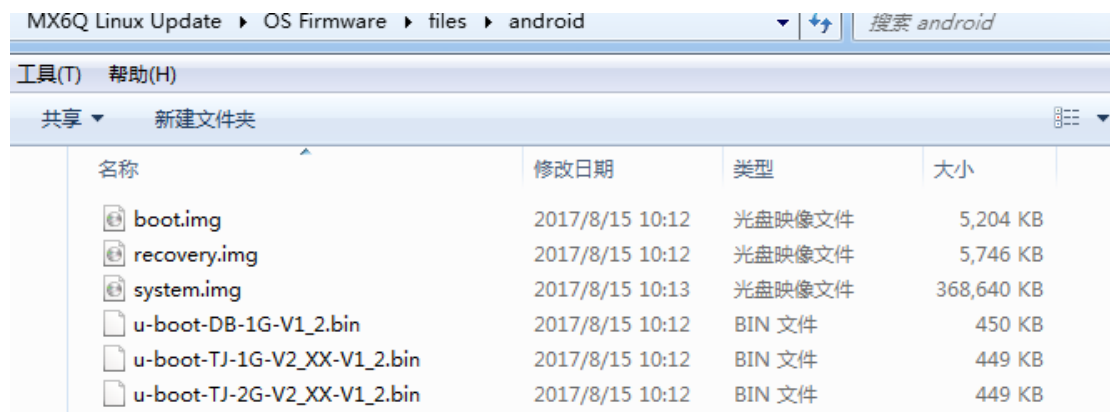 MX6Q Linux Update ▸ OS Firmware ▸ files ▸ android 搜索 android
工具(T) 帮助(H)
共享 新建文件夹
名称 修改日期 类型 大小
boot.img 2017/8/15 10:12 光盘映像文件 5,204 KB
recovery.img 2017/8/15 10:12 光盘映像文件 5,746 KB
system.img 2017/8/15 10:13 光盘映像文件 368,640 KB
u-boot-DB-1G-V1_2.bin 2017/8/15 10:12 BIN 文件 450 KB
u-boot-TJ-1G-V2_XX-V1_2.bin 2017/8/15 10:12 BIN 文件 449 KB
u-boot-TJ-2G-V2_XX-V1_2.bin 2017/8/15 10:12 BIN 文件 449 KB